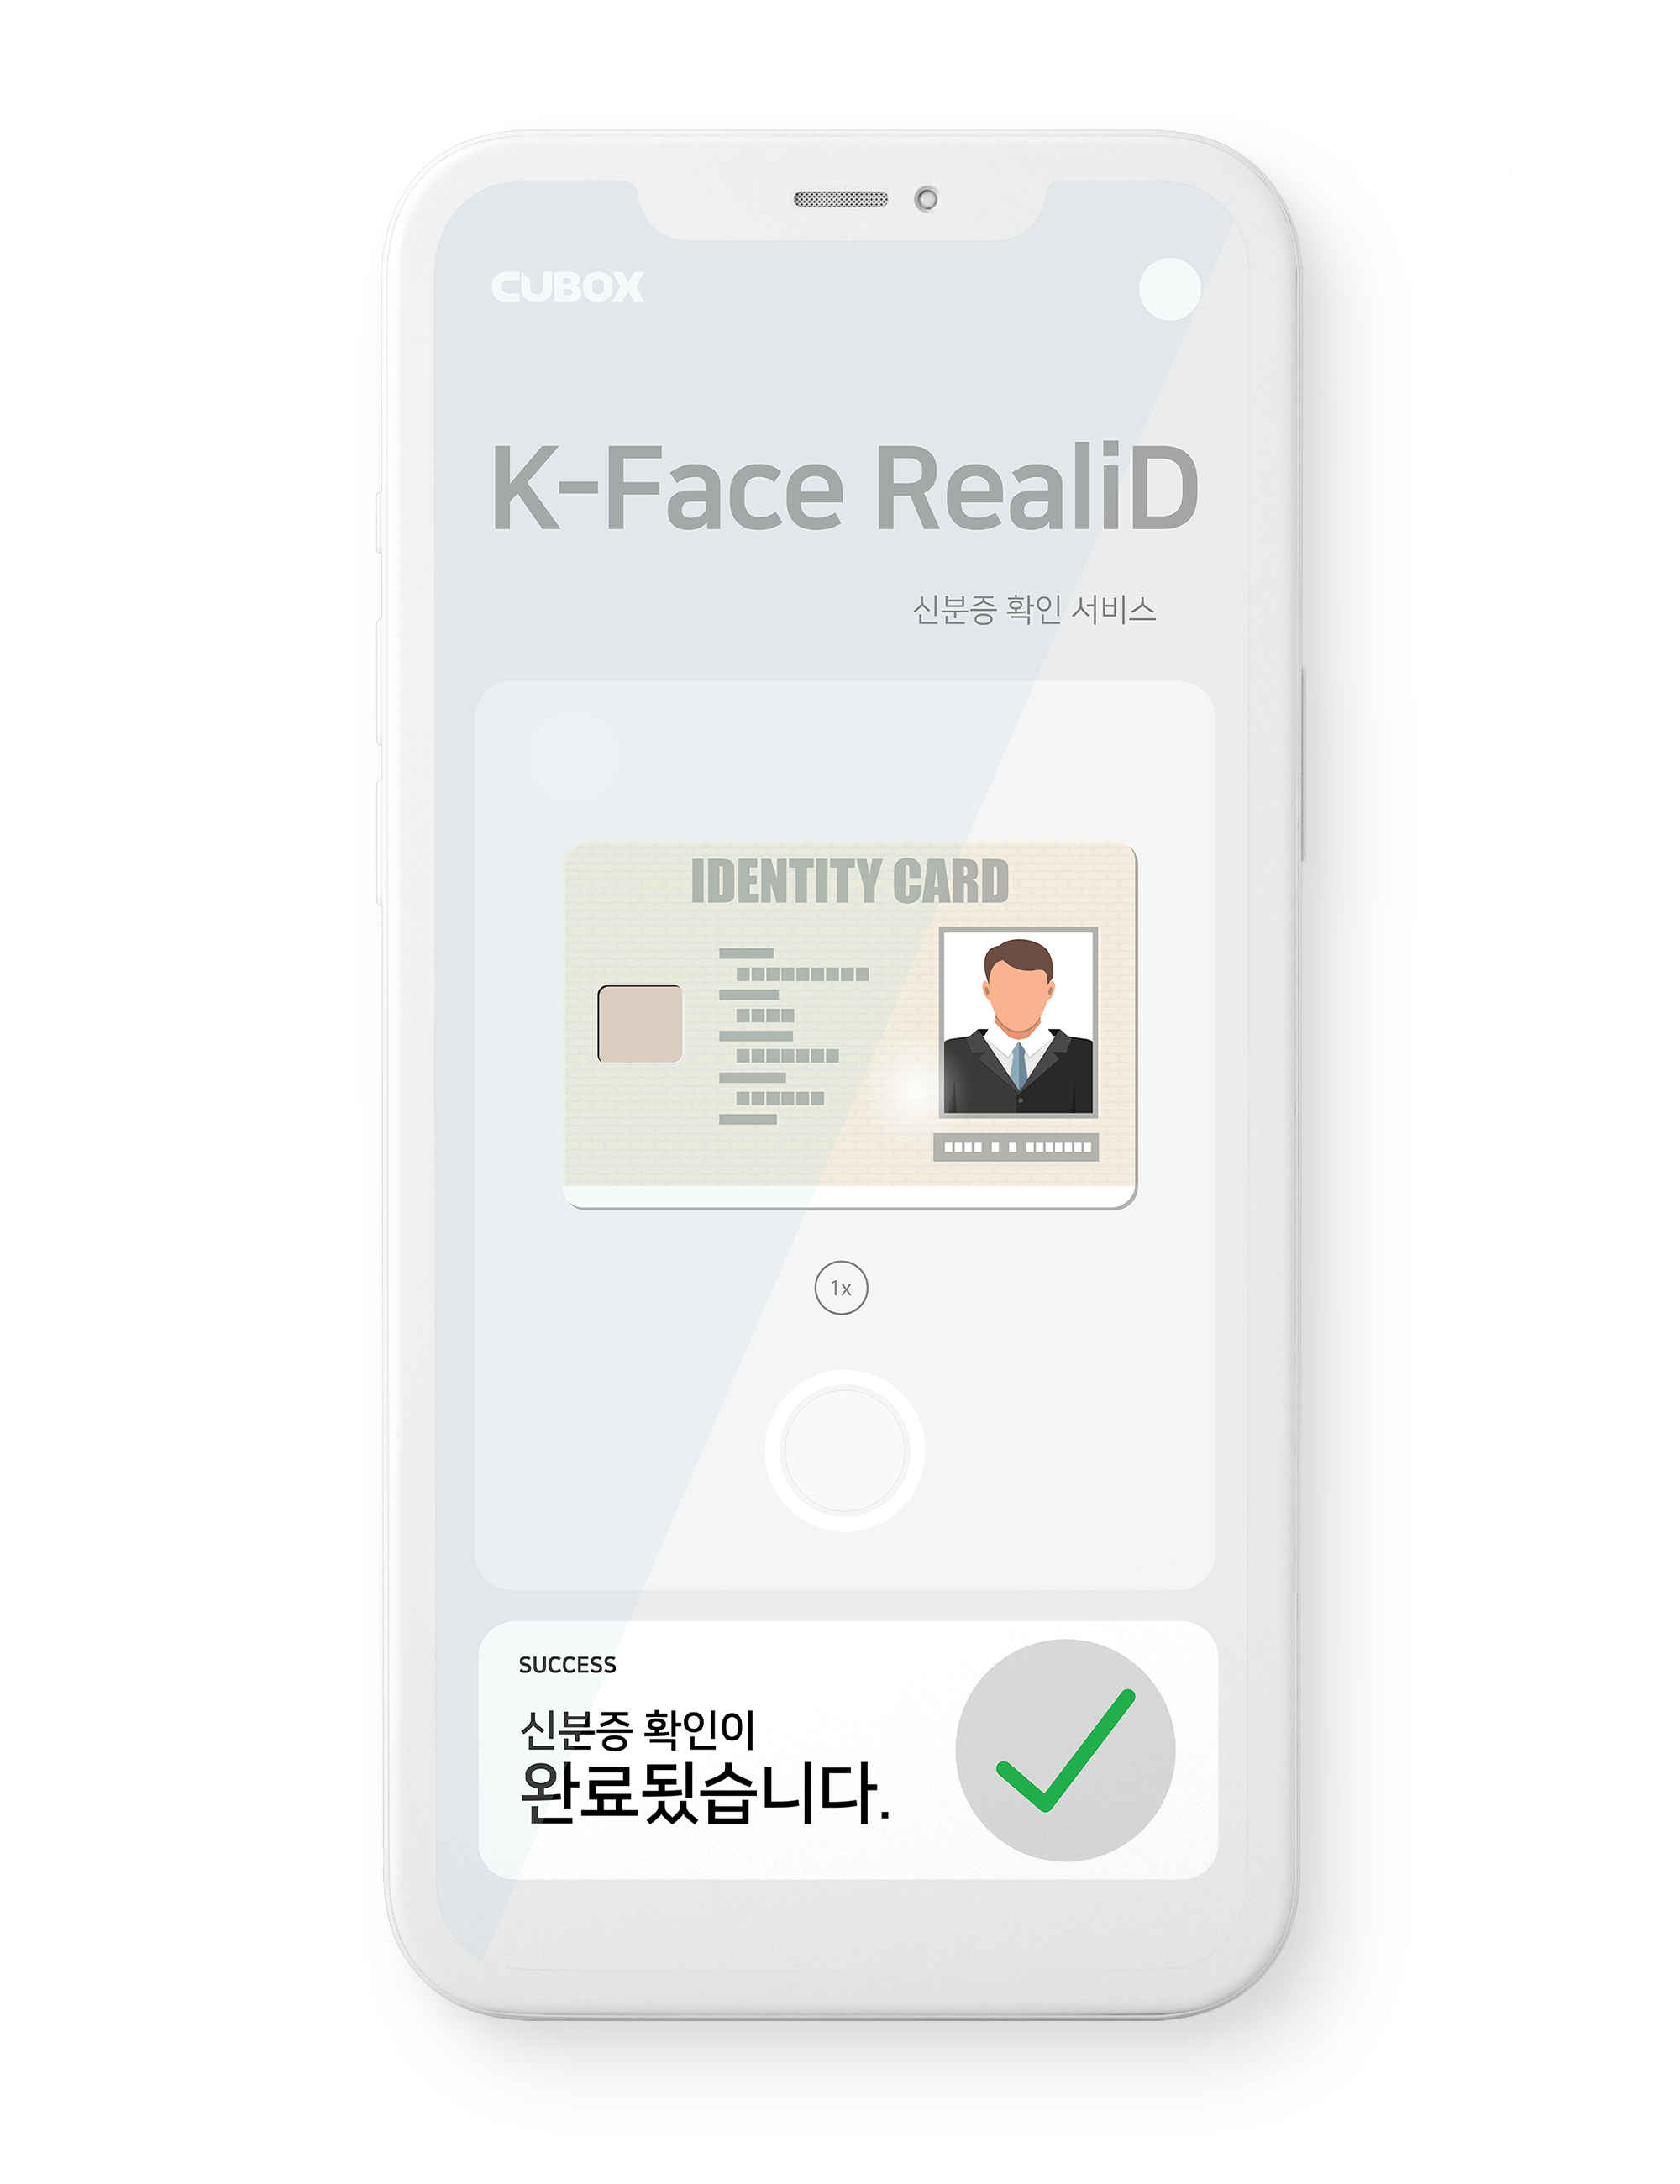 CUBOX
K-Face RealiD
신분증 확인 서비스
IDENTITY CARD
1x
SUCCESS
신분증 확인이
완료됬습니다.